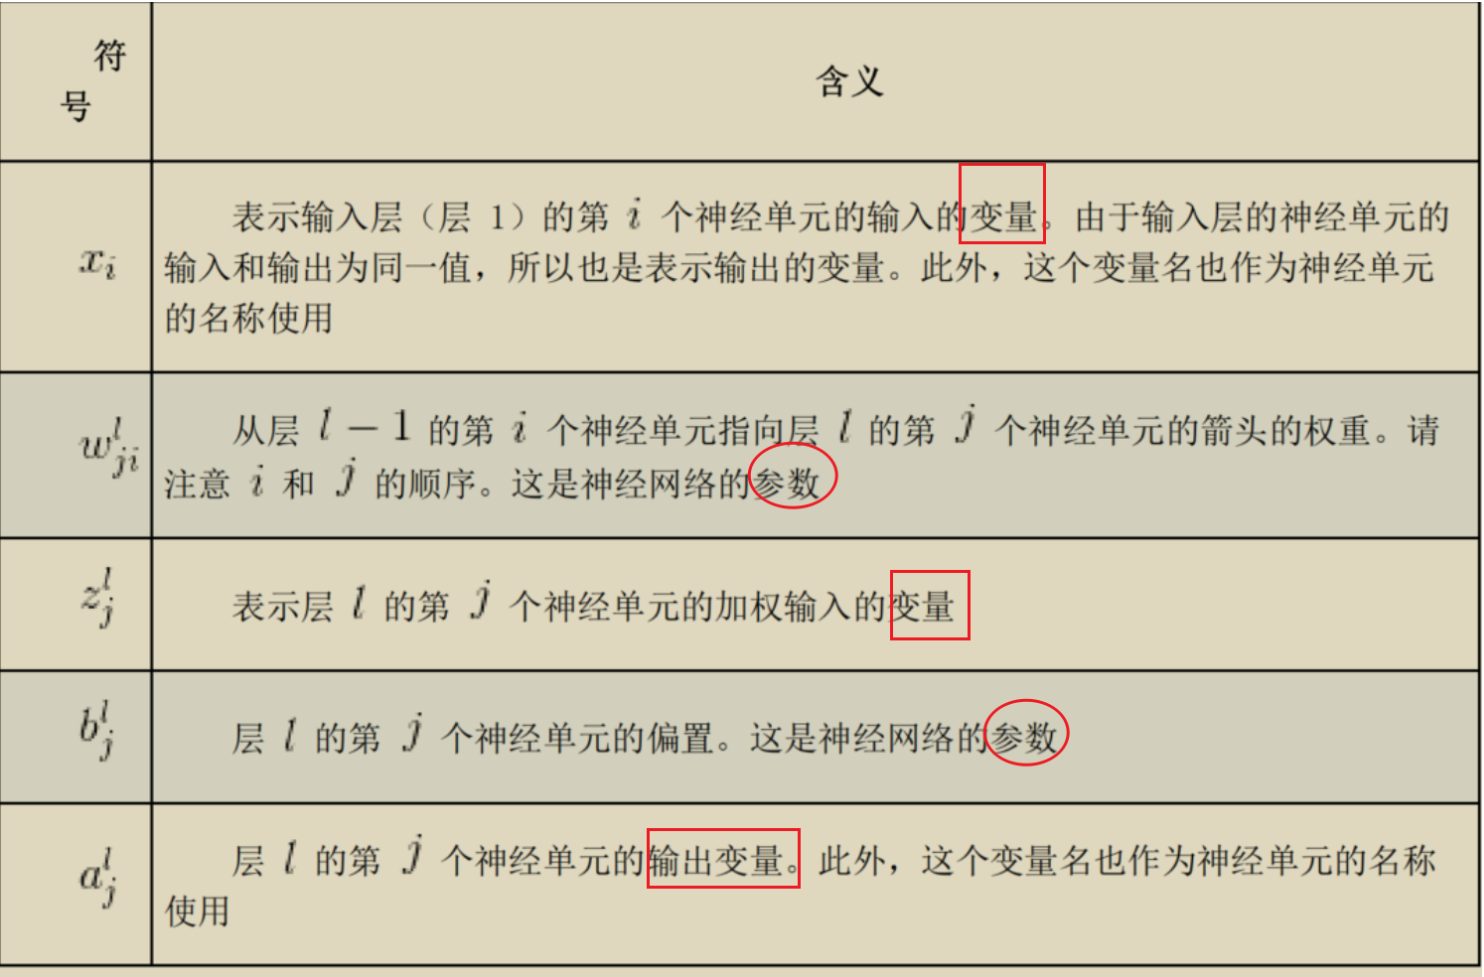 符
号
含义
x_i
表示输入层（层 1）的第 i 个神经单元的输入的变量。由于输入层的神经单元的
输入和输出为同一值，所以也是表示输出的变量。此外，这个变量名也作为神经单元
的名称使用
w_{ji}^l
从层 l − 1 的第 i 个神经单元指向层 l 的第 j 个神经单元的箭头的权重。请
注意 i 和 j 的顺序。这是神经网络的参数
z_j^l
表示层 l 的第 j 个神经单元的加权输入的变量
b_j^l
层 l 的第 j 个神经单元的偏置。这是神经网络的参数
a_j^l
层 l 的第 j 个神经单元的输出变量。此外，这个变量名也作为神经单元的名称
使用